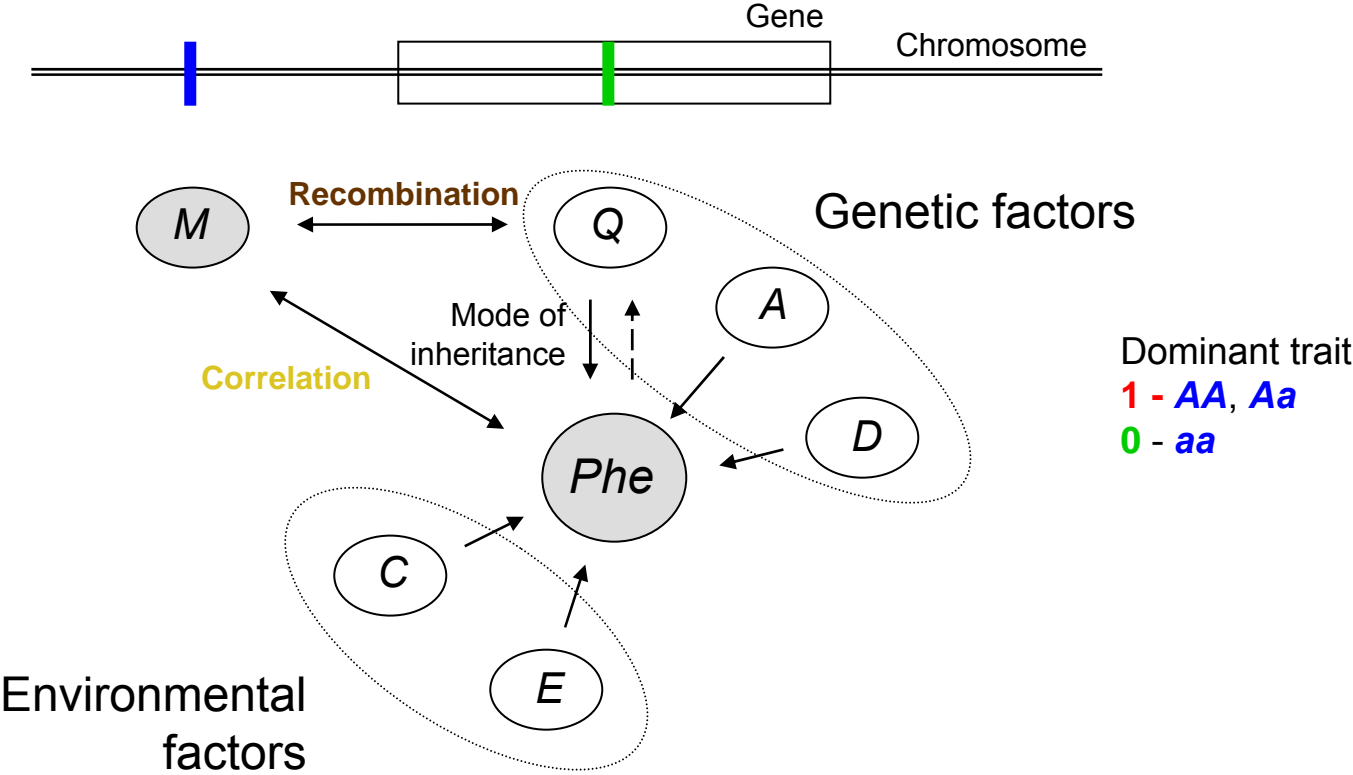 Gene
Chromosome
Recombination
M
Q
Genetic factors
A
Mode of
inheritance
Correlation
Dominant trait
1 - AA, Aa
0 - aa
D
Phe
C
E
Environmental
factors